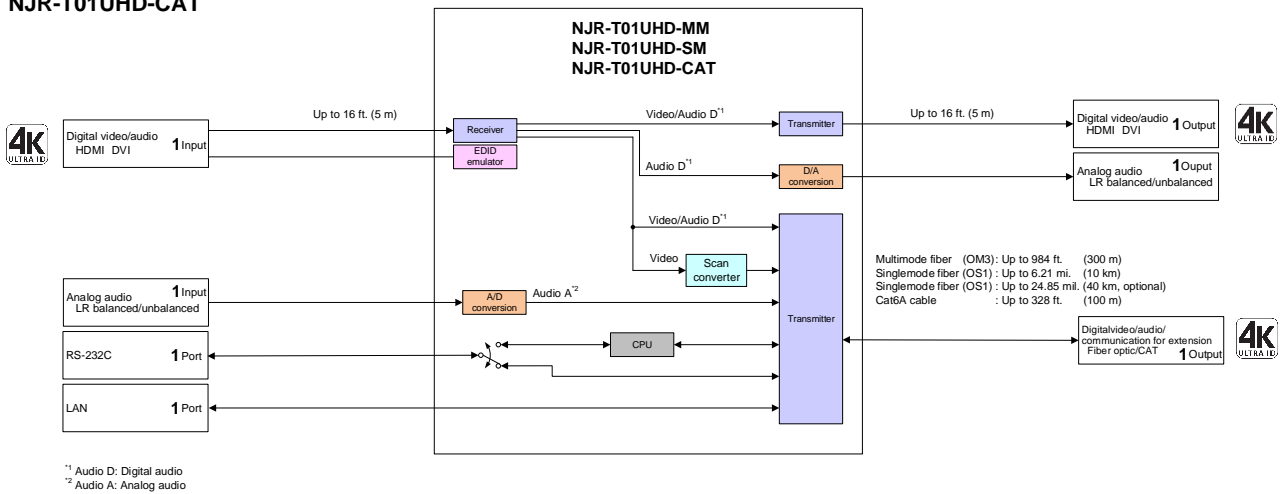 NJR-T01UHD-CAT
NJR-T01UHD-MM
NJR-T01UHD-SM
NJR-T01UHD-CAT
4K
ULTRA HD
Digital video/audio
HDMI DVI 1 Input
Up to 16 ft. (5 m)
Receiver
EDID
emulator
Video/Audio D*1
Transmitter
Up to 16 ft. (5 m)
Digital video/audio
HDMI DVI 1 Output
4K
ULTRA HD
Audio D*1
D/A
conversion
Analog audio 1 Ouput
LR balanced/unbalanced
Video/Audio D*1
Video
Scan
converter
Multimode fiber (OM3) : Up to 984 ft. (300 m)
Singlemode fiber (OS1) : Up to 6.21 mi. (10 km)
Singlemode fiber (OS1) : Up to 24.85 mil. (40 km, optional)
Cat6A cable : Up to 328 ft. (100 m)
Analog audio 1 Input
LR balanced/unbalanced
A/D
conversion
Audio A*2
Transmitter
RS-232C 1 Port
CPU
Digitalvideo/audio/
communication for extension
Fiber optic/CAT 1 Output
4K
ULTRA HD
LAN 1 Port
*1 Audio D: Digital audio
*2 Audio A: Analog audio